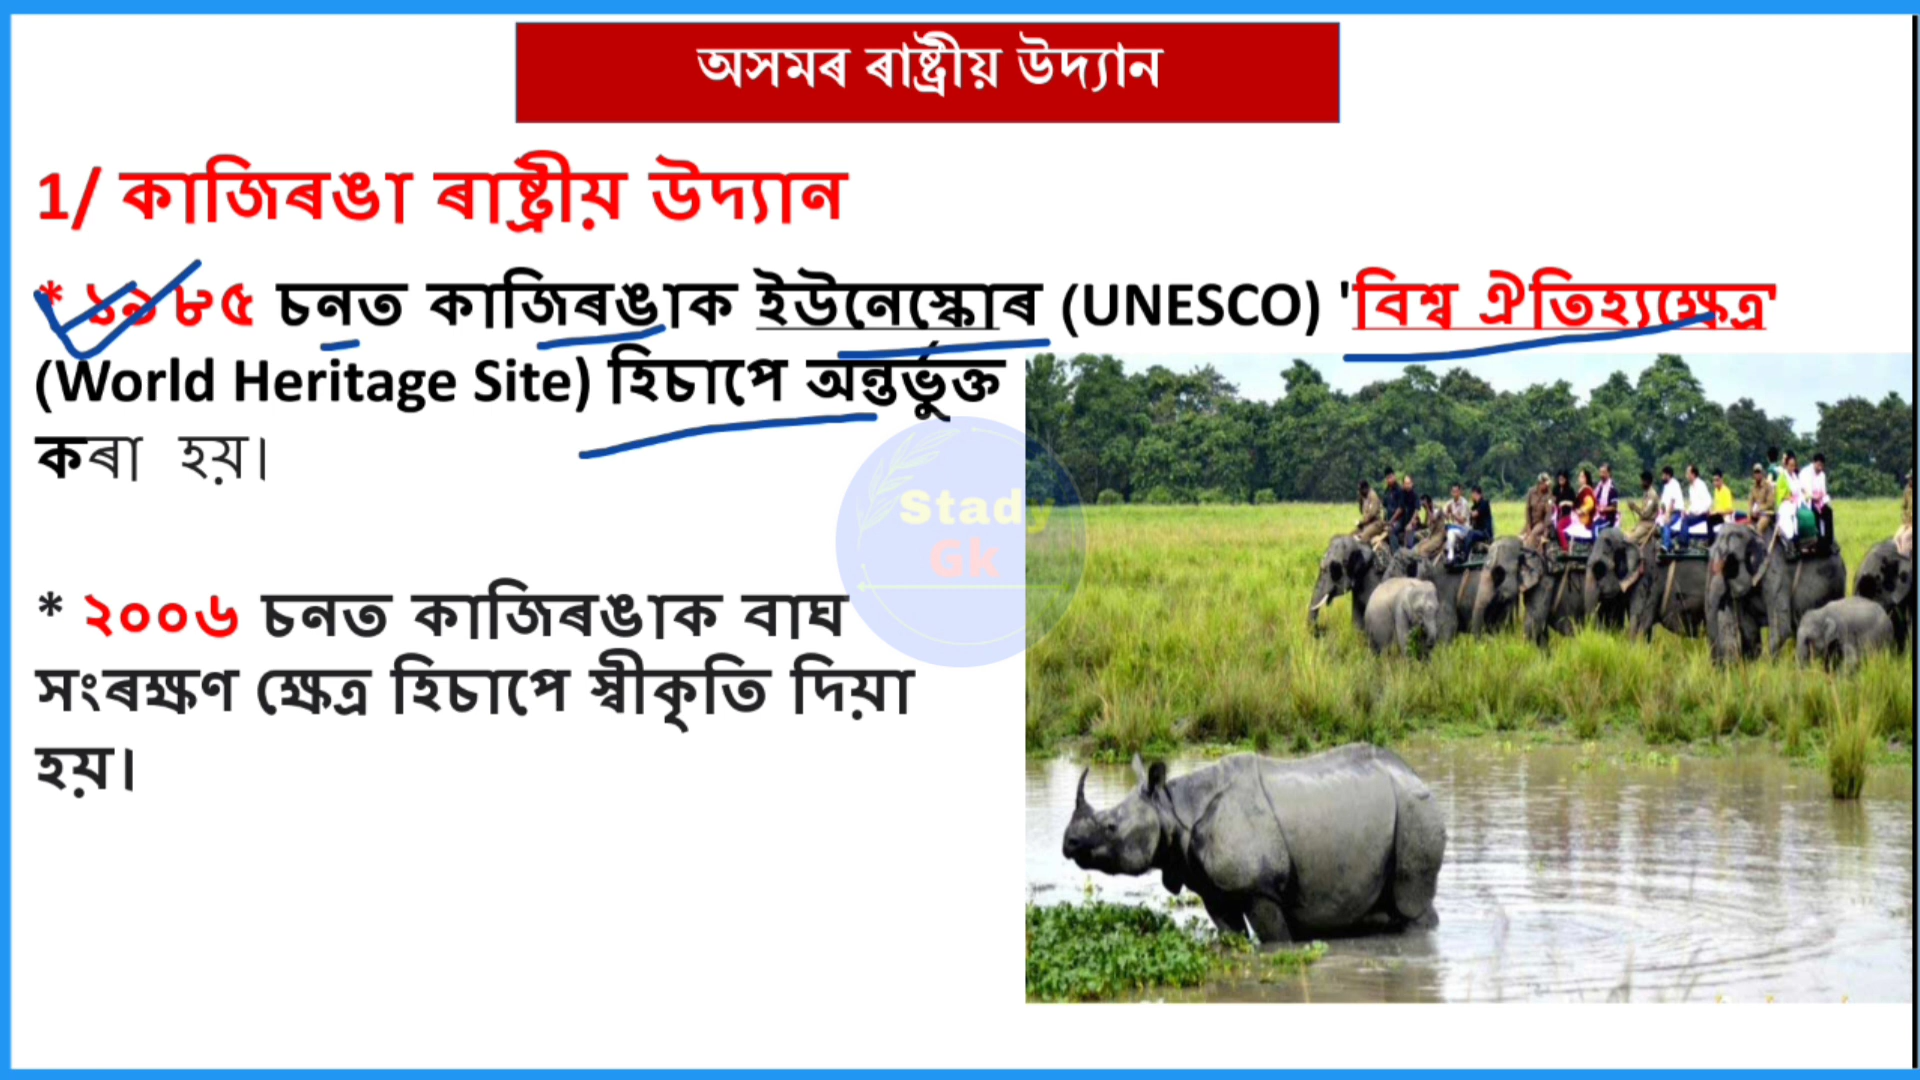 অসমৰ ৰাষ্ট্ৰীয় উদ্যান
1/ কাজিৰঙা ৰাষ্ট্ৰীয় উদ্যান
* ১৯৮৫ চনত কাজিৰঙাক ইউনেস্কোৰ (UNESCO) 'বিশ্ব ঐতিহ্যক্ষেত্ৰ'
(World Heritage Site) হিচাপে অন্তৰ্ভুক্ত
কৰা হয়।
Stady
Gk
* ২০০৬ চনত কাজিৰঙাক বাঘ
সংৰক্ষণ ক্ষেত্ৰ হিচাপে স্বীকৃতি দিয়া
হয়।